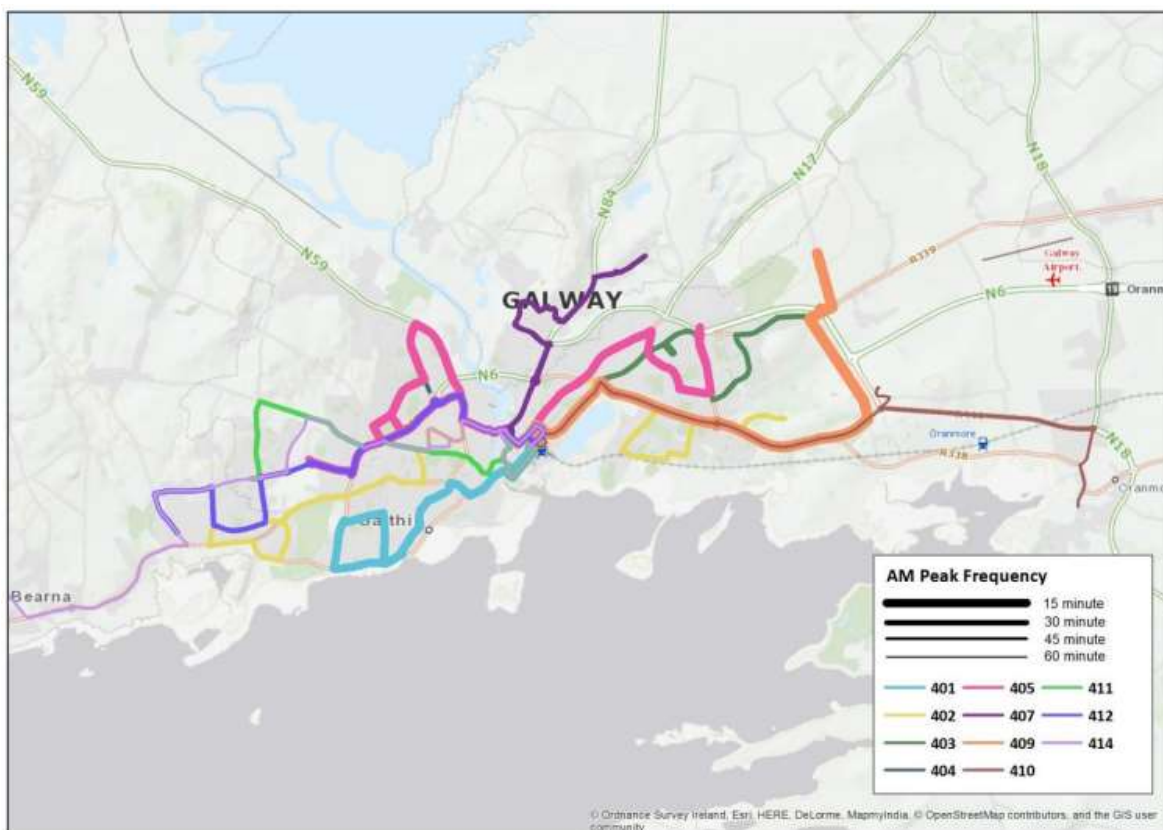 N59
N84
N17
N18
N59
R339
Galway
Airport
GALWAY
N6
Oranm
N6
Oranmore
N18
R338
Oranmo
Bearna
AM Peak Frequency
15 minute
30 minute
45 minute
60 minute
401 405 411
402 407 412
403 409 414
404 410
© Ordnance Survey Ireland, Esri, HERE, DeLorme, MapmyIndia, © OpenStreetMap contributors, and the GIS user
community